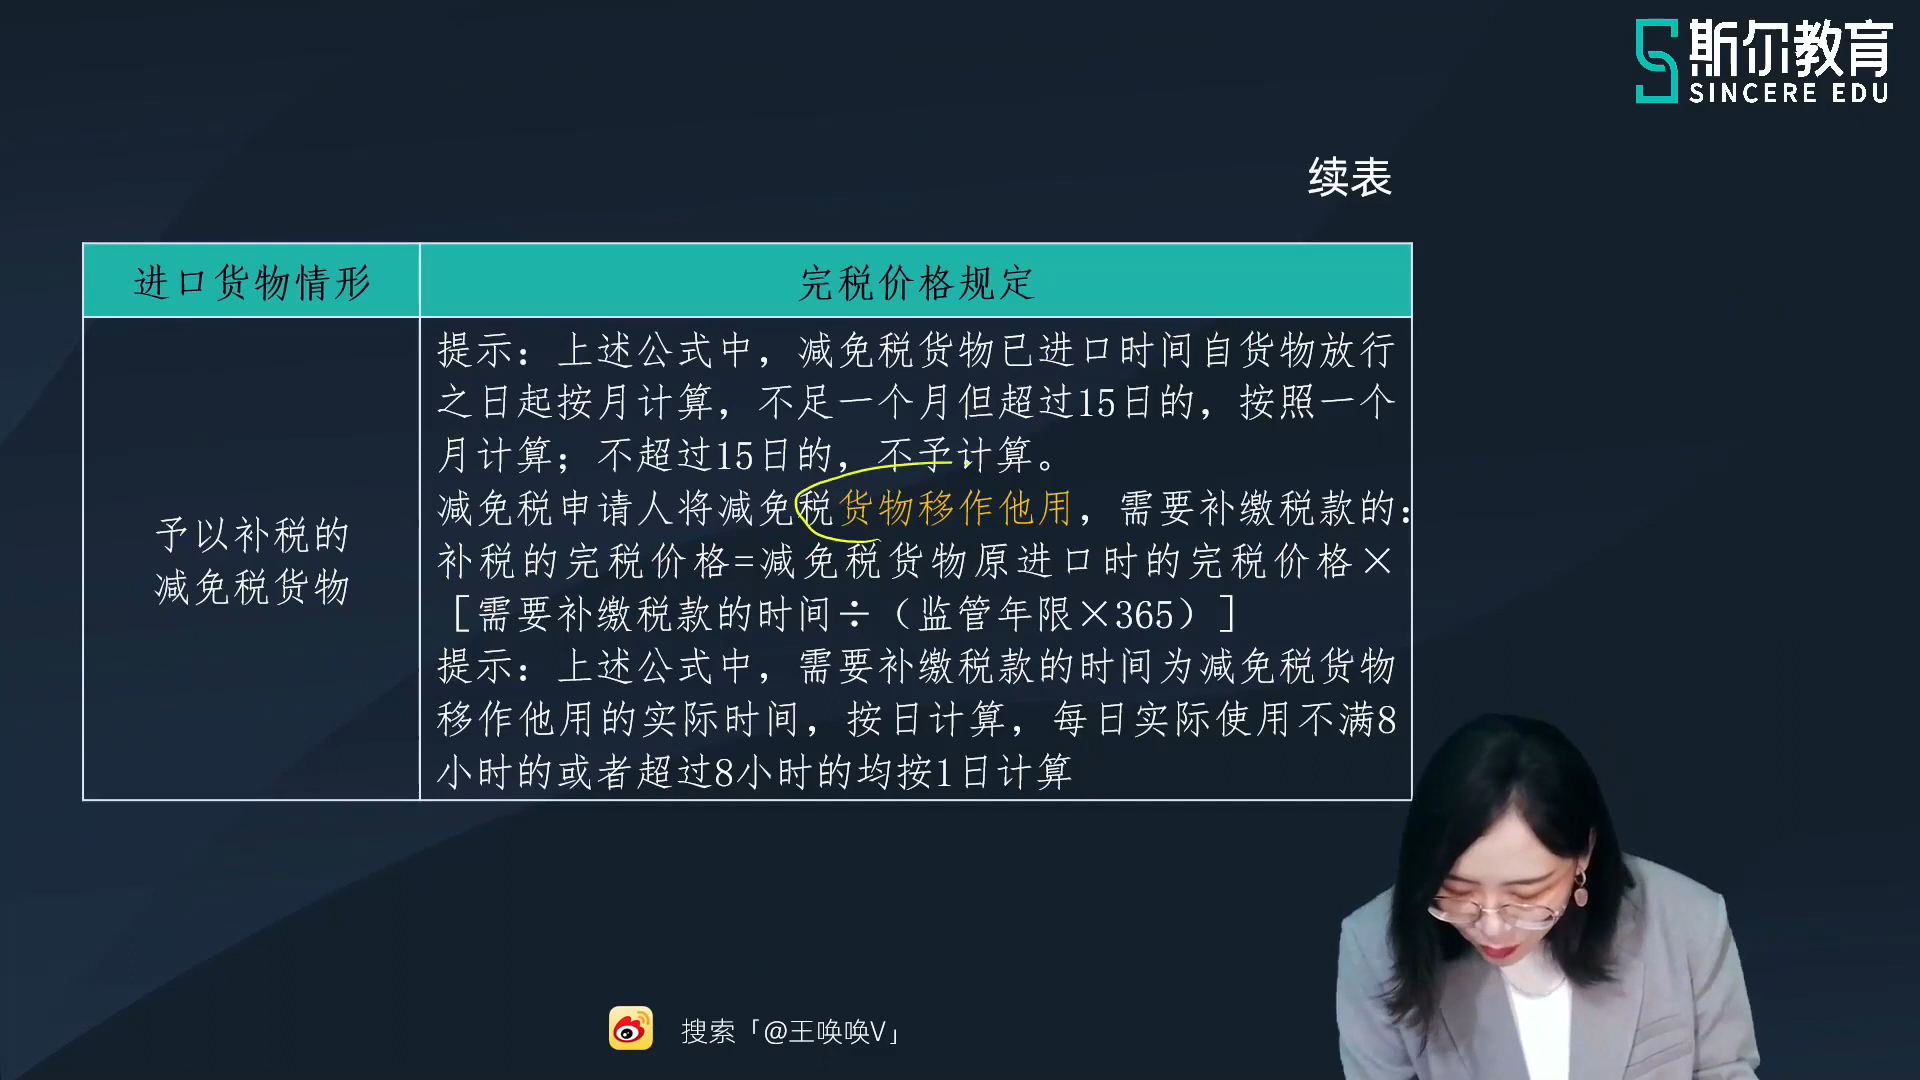 斯尔教育
SINCERE EDU
续表
进口货物情形
完税价格规定
予以补税的
减免税货物
提示：上述公式中，减免税货物已进口时间自货物放行
之日起按月计算，不足一个月但超过15日的，按照一个
月计算；不超过15日的，不予计算。
减免税申请人将减免税货物移作他用，需要补缴税款的：
补税的完税价格=减免税货物原进口时的完税价格×
［需要补缴税款的时间÷（监管年限×365）］
提示：上述公式中，需要补缴税款的时间为减免税货物
移作他用的实际时间，按日计算，每日实际使用不满8
小时的或者超过8小时的均按1日计算
搜索「@王唤唤V」